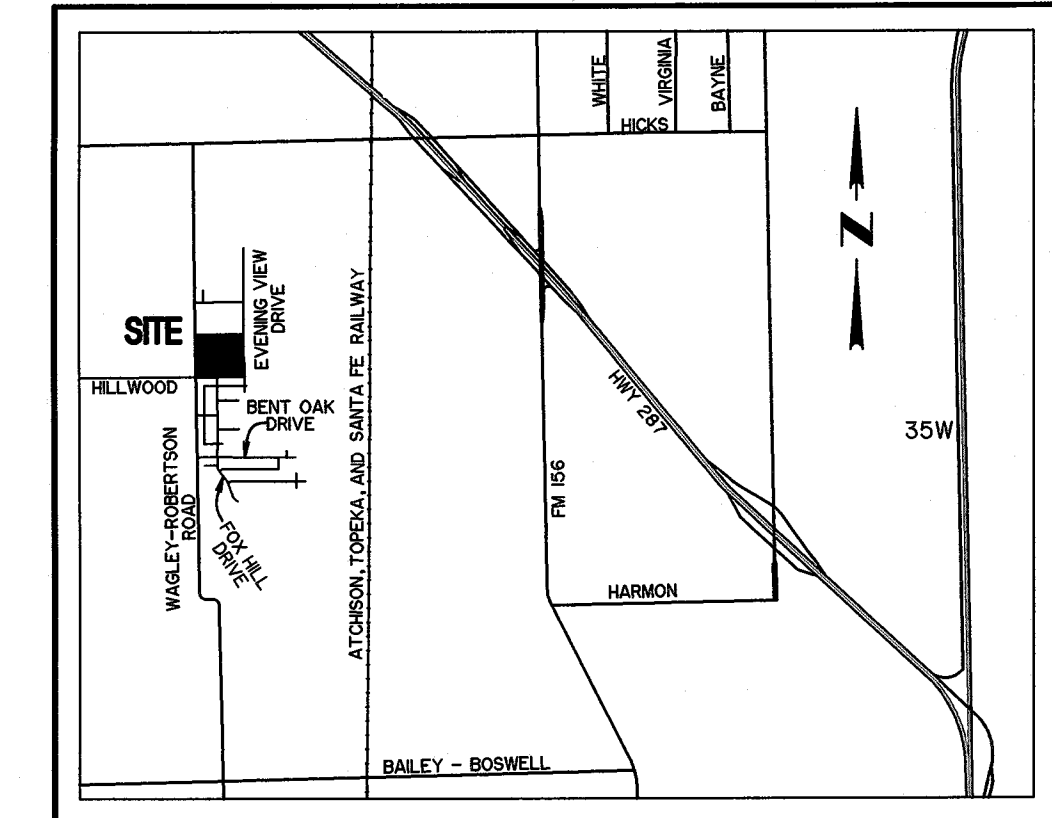 WHITE
VIRGINIA
BAYNE
HICKS
N
EVENING VIEW
DRIVE
SITE
HILLWOOD
BENT OAK
DRIVE
WAGLEY-ROBERTSON
ROAD
FOX HILL
DRIVE
ATCHISON, TOPEKA, AND SANTA FE RAILWAY
HWY 287
35W
FM 156
HARMON
BAILEY - BOSWELL